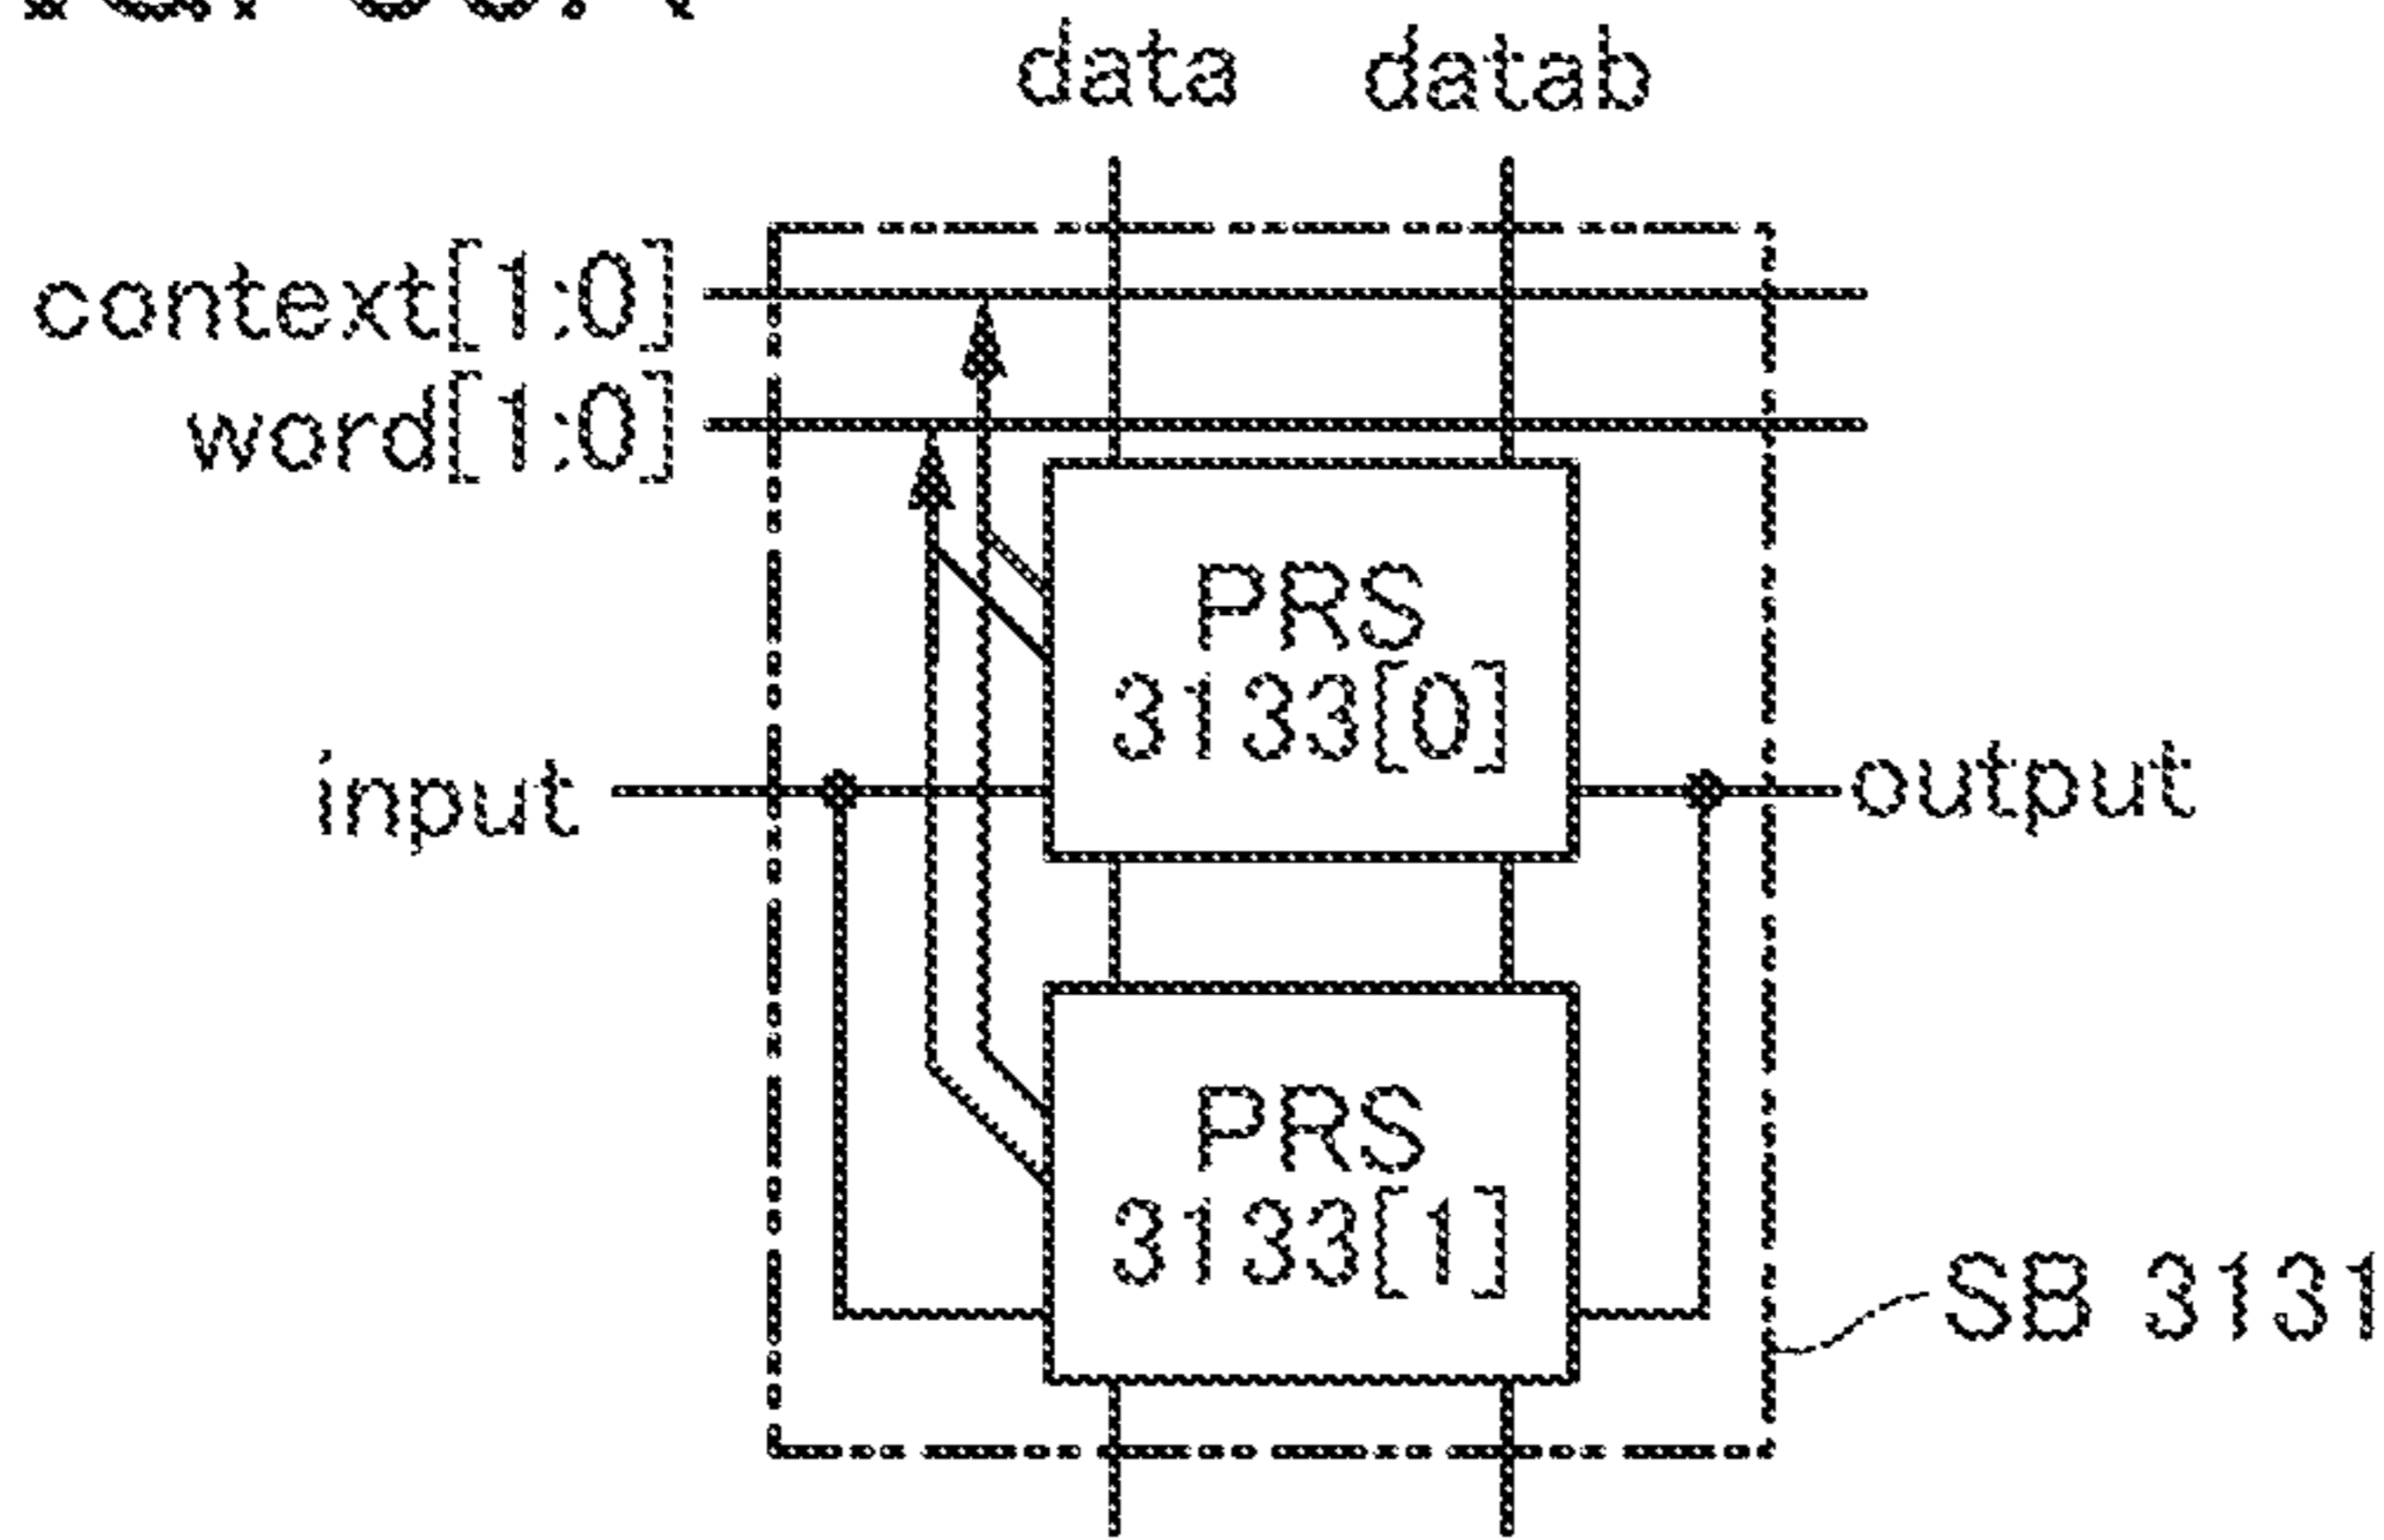 data datab
context[1:0]
word[1:0]
PRS
3133[0]
input
output
PRS
3133[1]
SB 3131